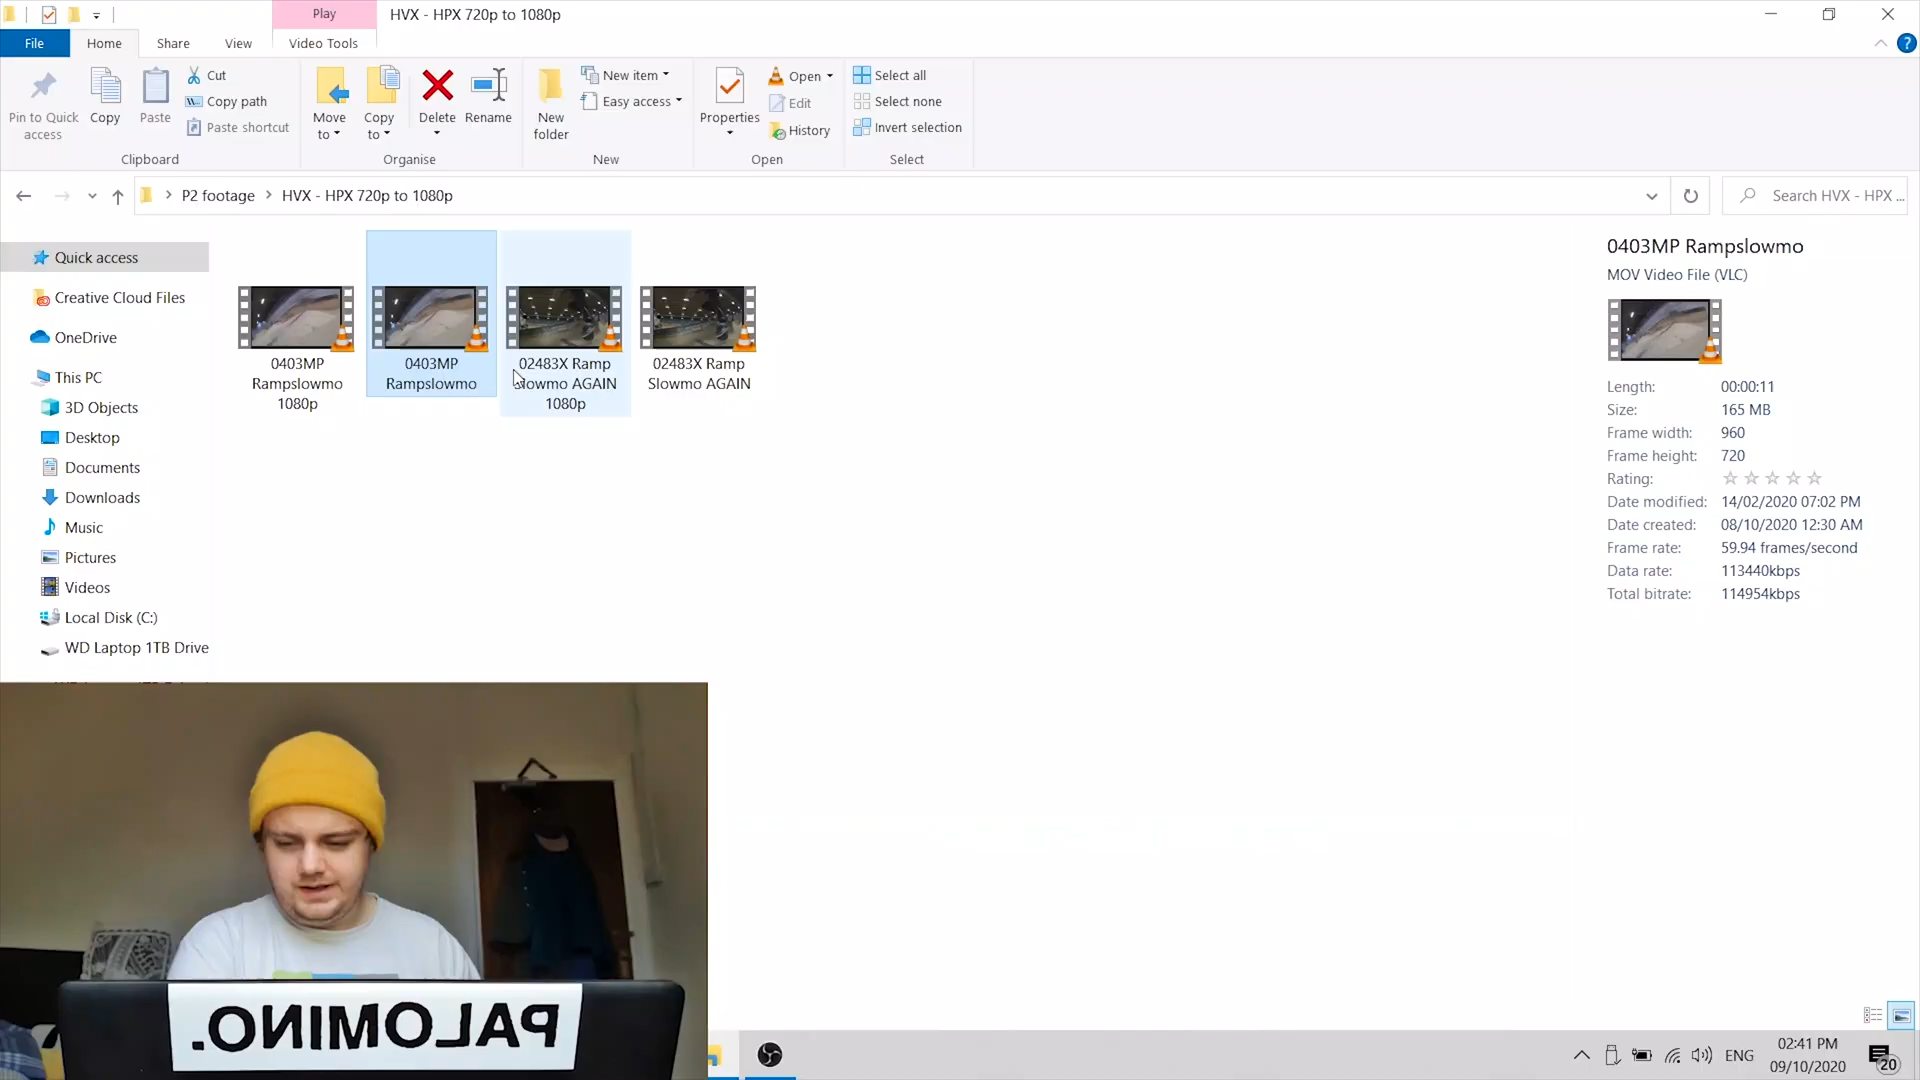 Play
HVX - HPX 720p to 1080p
File
Home
Share
View
Video Tools
Pin to Quick access
Copy
Paste
Cut
Copy path
Paste shortcut
Clipboard
Move to
Copy to
Delete
Rename
Organise
New folder
New item
Easy access
New
Properties
Open
Edit
History
Open
Select all
Select none
Invert selection
Select
P2 footage
HVX - HPX 720p to 1080p
Search HVX - HPX ...
Quick access
Creative Cloud Files
OneDrive
This PC
3D Objects
Desktop
Documents
Downloads
Music
Pictures
Videos
Local Disk (C:)
WD Laptop 1TB Drive
0403MP
Rampslowmo
1080p
0403MP
Rampslowmo
02483X Ramp
Slowmo AGAIN
1080p
02483X Ramp
Slowmo AGAIN
0403MP Rampslowmo
MOV Video File (VLC)
Length: 00:00:11
Size: 165 MB
Frame width: 960
Frame height: 720
Rating:
Date modified: 14/02/2020 07:02 PM
Date created: 08/10/2020 12:30 AM
Frame rate: 59.94 frames/second
Data rate: 113440kbps
Total bitrate: 114954kbps
PALOMINO.
ENG
02:41 PM
09/10/2020
20